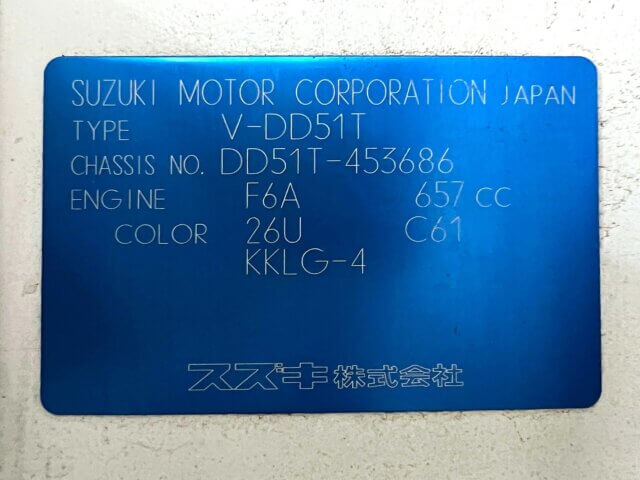 SUZUKI MOTOR CORPORATION JAPAN
TYPE V-DD51T
CHASSIS NO. DD51T-453686
ENGINE F6A 657 CC
COLOR 26U C61
KKLG-4
スズキ株式会社